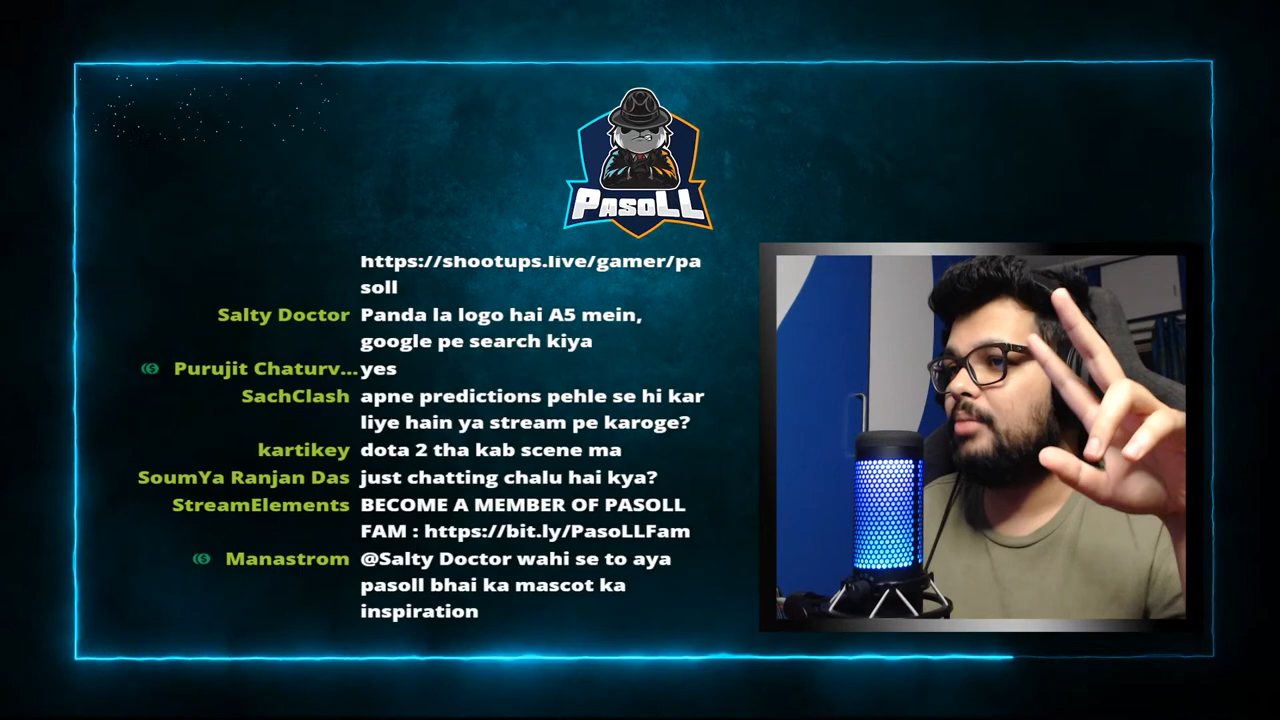 PASOLL
https://shootups.live/gamer/pa
soll
Salty Doctor Panda la logo hai A5 mein,
google pe search kiya
Purujit Chaturv... yes
SachClash apne predictions pehle se hi kar
liye hain ya stream pe karoge?
kartikey dota 2 tha kab scene ma
SoumYa Ranjan Das just chatting chalu hai kya?
StreamElements BECOME A MEMBER OF PASOLL
FAM : https://bit.ly/PasoLLFam
Manastrom @Salty Doctor wahi se to aya
pasoll bhai ka mascot ka
inspiration